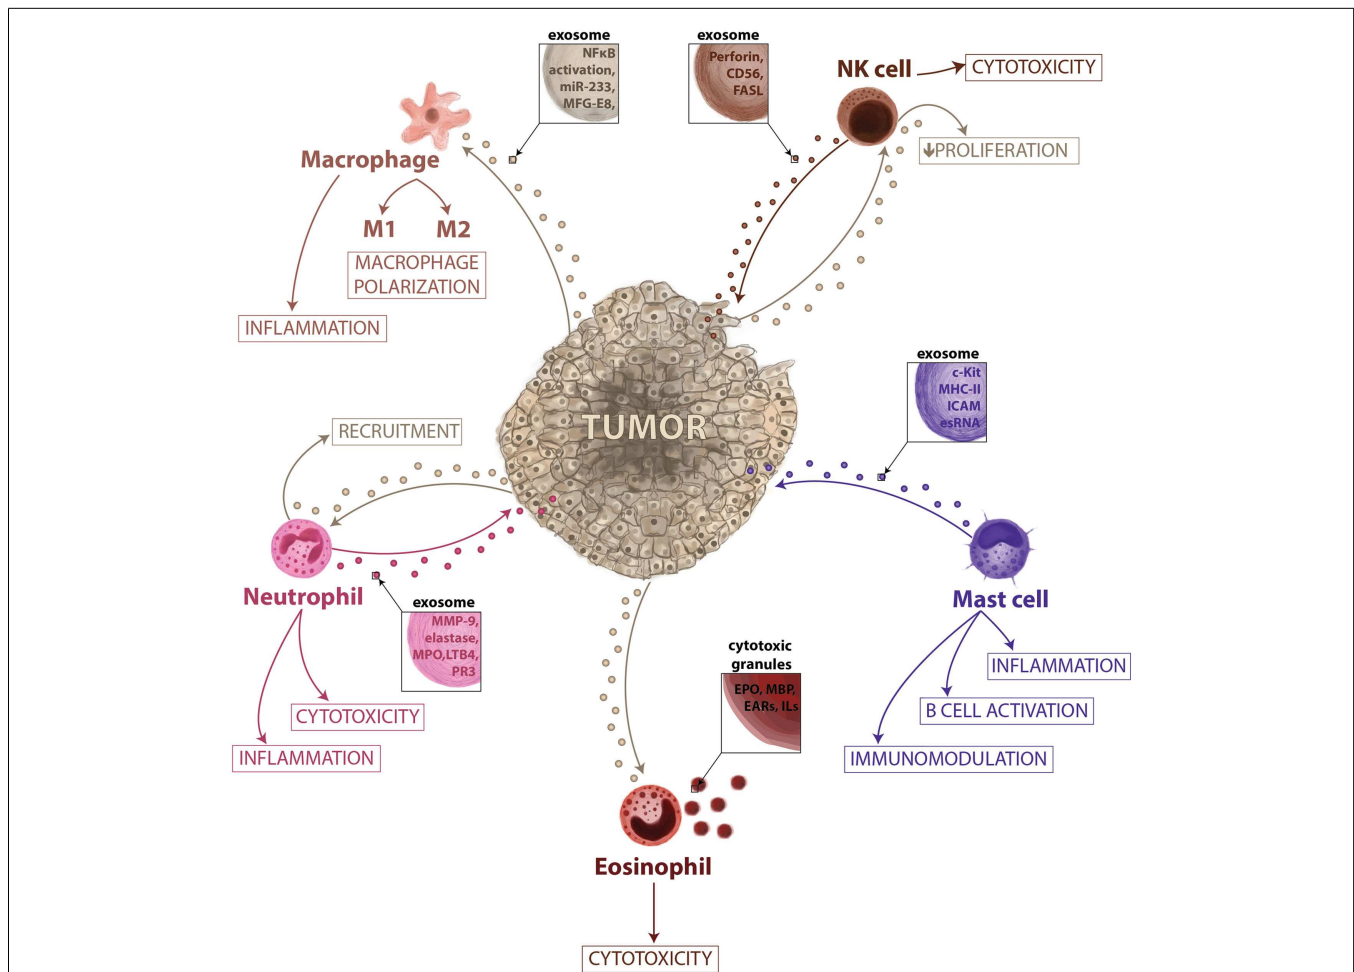 exosome
NFκB
activation,
miR-233,
MFG-E8,
exosome
Perforin,
CD56,
FASL
NK cell
CYTOTOXICITY
PROLIFERATION
Macrophage
M1
M2
MACROPHAGE
POLARIZATION
INFLAMMATION
exosome
c-Kit
MHC-II
ICAM
esRNA
TUMOR
RECRUITMENT
Neutrophil
exosome
MMP-9,
elastase,
MPO,LTB4,
PR3
CYTOTOXICITY
INFLAMMATION
Mast cell
INFLAMMATION
B CELL ACTIVATION
IMMUNOMODULATION
cytotoxic
granules
EPO, MBP,
EARs, ILs
Eosinophil
CYTOTOXICITY